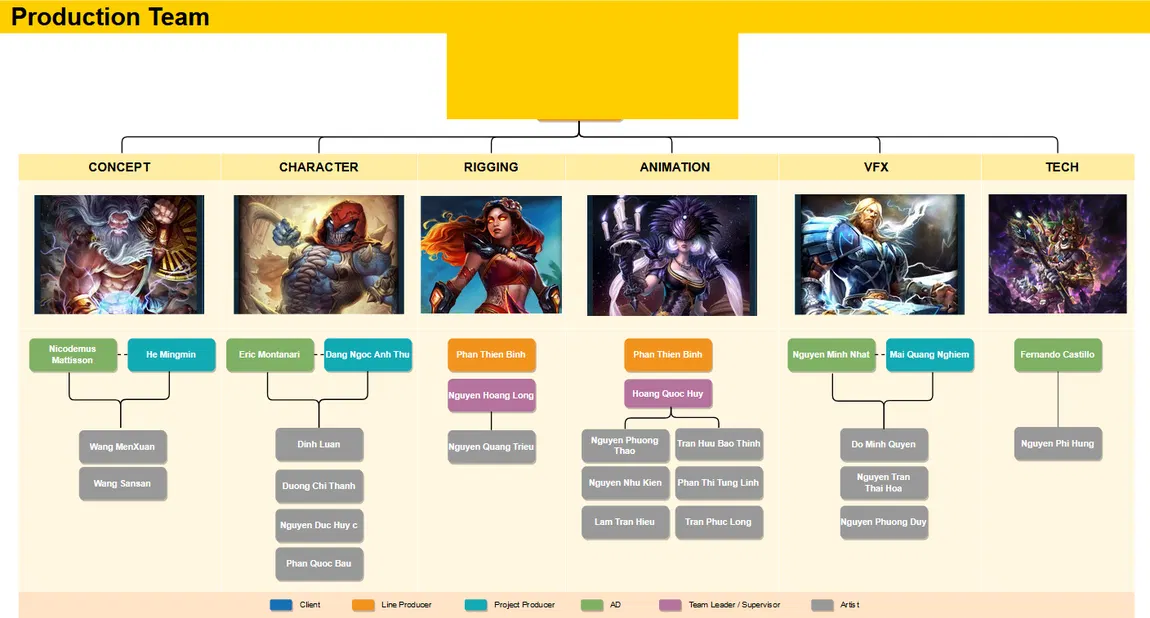 Production Team
CONCEPT
CHARACTER
RIGGING
ANIMATION
VFX
TECH
Nicodemus
Mattisson
He Mingmin
Eric Montanari
Dang Ngoc Anh Thu
Phan Thien Binh
Phan Thien Binh
Nguyen Minh Nhat
Mai Quang Nghiem
Fernando Castillo
Nguyen Hoang Long
Hoang Quoc Huy
Wang MenXuan
Wang Sansan
Dinh Luan
Duong Chi Thanh
Nguyen Duc Huy c
Phan Quoc Bau
Nguyen Quang Trieu
Nguyen Phuong
Thao
Tran Huu Bao Thinh
Nguyen Nhu Kien
Phan Thi Tung Linh
Lam Tran Hieu
Tran Phuc Long
Do Minh Quyen
Nguyen Tran
Thai Hoa
Nguyen Phuong Duy
Nguyen Phi Hung
Client
Line Producer
Project Producer
AD
Team Leader / Supervisor
Artist